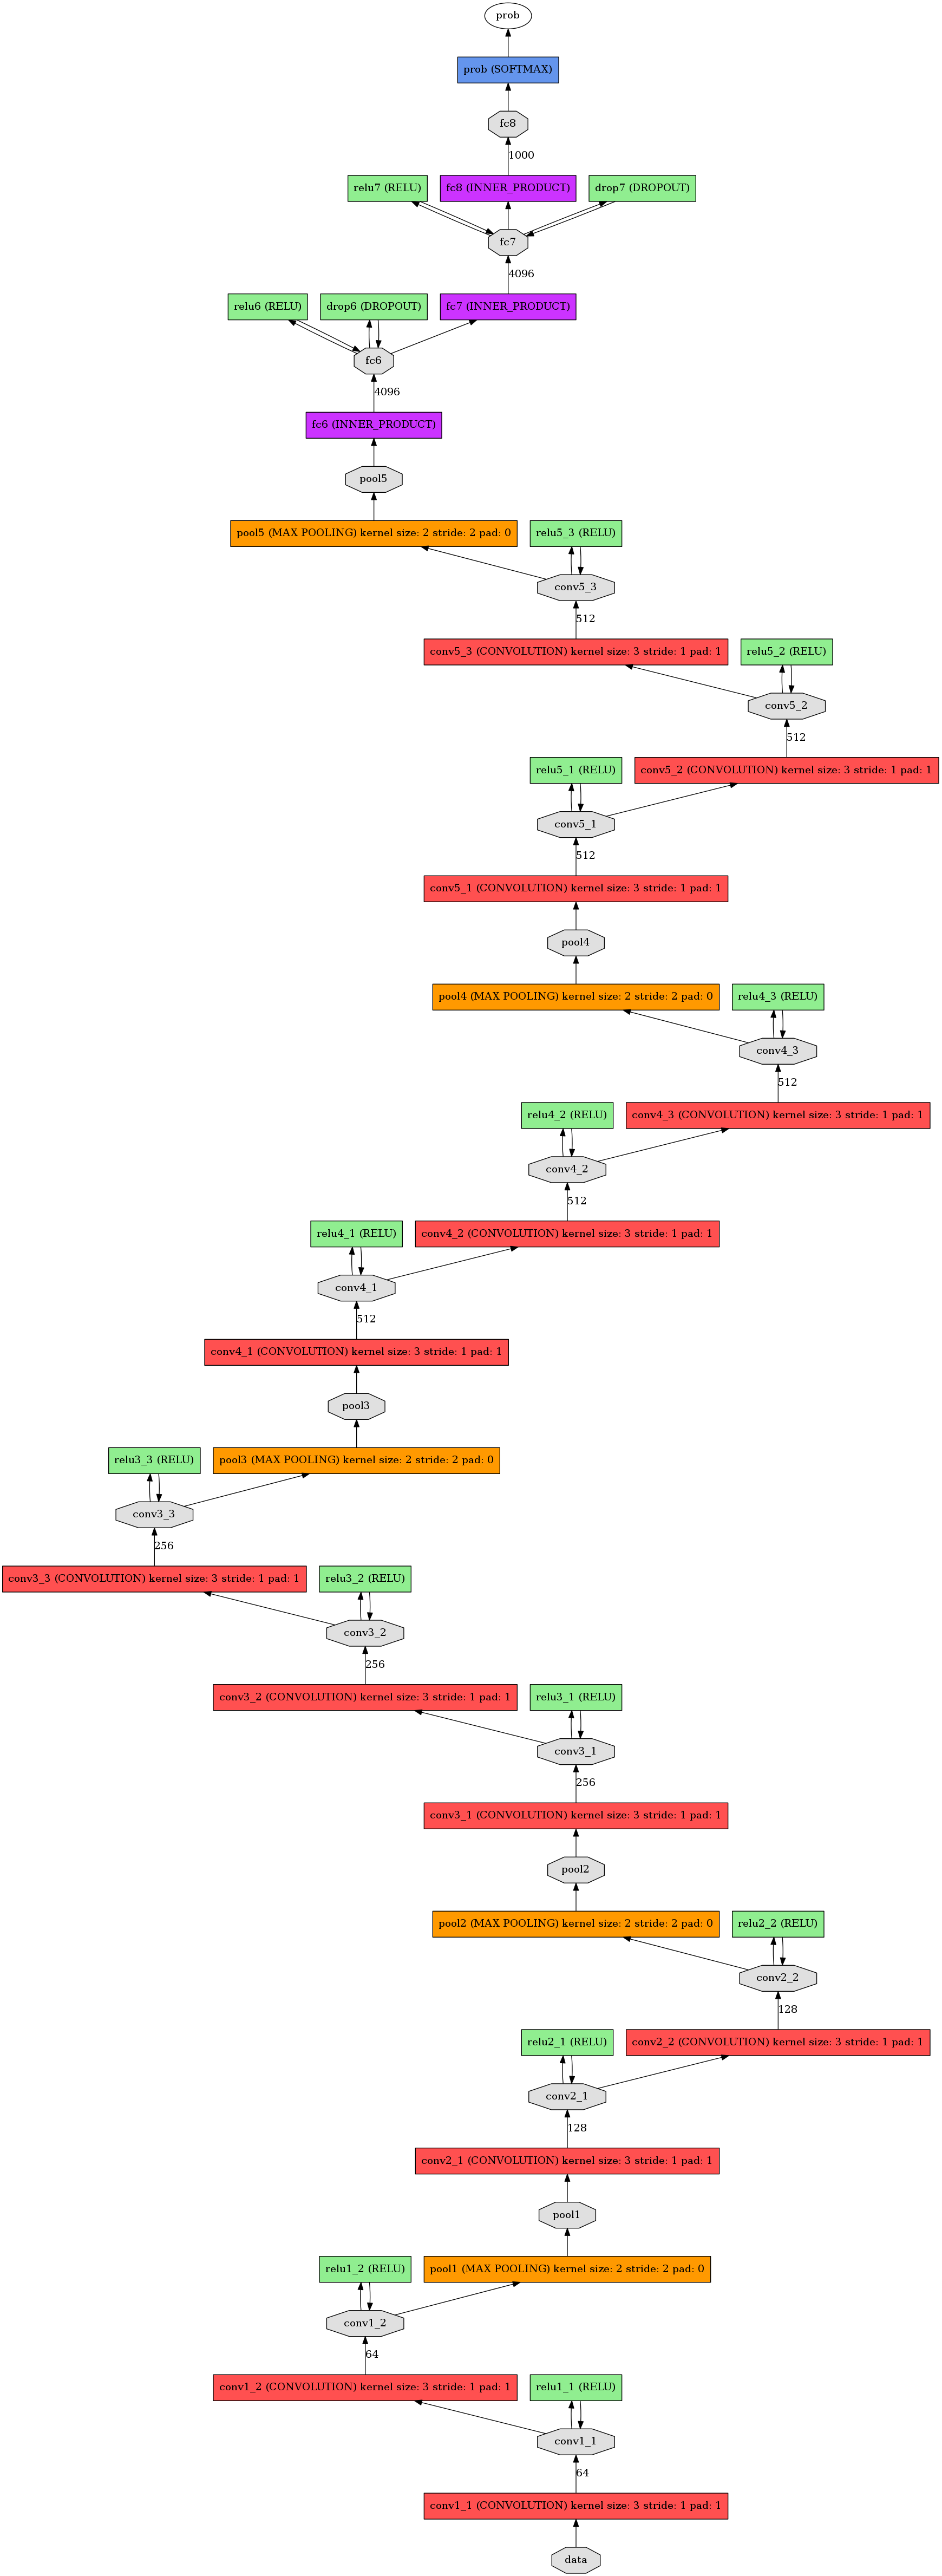 prob
prob (SOFTMAX)
fc8
1000
relu7 (RELU)
fc8 (INNER_PRODUCT)
drop7 (DROPOUT)
fc7
4096
relu6 (RELU)
drop6 (DROPOUT)
fc7 (INNER_PRODUCT)
fc6
4096
fc6 (INNER_PRODUCT)
pool5
pool5 (MAX POOLING) kernel size: 2 stride: 2 pad: 0
relu5_3 (RELU)
conv5_3
512
conv5_3 (CONVOLUTION) kernel size: 3 stride: 1 pad: 1
relu5_2 (RELU)
conv5_2
512
relu5_1 (RELU)
conv5_2 (CONVOLUTION) kernel size: 3 stride: 1 pad: 1
conv5_1
512
conv5_1 (CONVOLUTION) kernel size: 3 stride: 1 pad: 1
pool4
pool4 (MAX POOLING) kernel size: 2 stride: 2 pad: 0
relu4_3 (RELU)
conv4_3
512
relu4_2 (RELU)
conv4_3 (CONVOLUTION) kernel size: 3 stride: 1 pad: 1
conv4_2
512
relu4_1 (RELU)
conv4_2 (CONVOLUTION) kernel size: 3 stride: 1 pad: 1
conv4_1
512
conv4_1 (CONVOLUTION) kernel size: 3 stride: 1 pad: 1
pool3
relu3_3 (RELU)
pool3 (MAX POOLING) kernel size: 2 stride: 2 pad: 0
conv3_3
256
conv3_3 (CONVOLUTION) kernel size: 3 stride: 1 pad: 1
relu3_2 (RELU)
conv3_2
256
conv3_2 (CONVOLUTION) kernel size: 3 stride: 1 pad: 1
relu3_1 (RELU)
conv3_1
256
conv3_1 (CONVOLUTION) kernel size: 3 stride: 1 pad: 1
pool2
pool2 (MAX POOLING) kernel size: 2 stride: 2 pad: 0
relu2_2 (RELU)
conv2_2
128
relu2_1 (RELU)
conv2_2 (CONVOLUTION) kernel size: 3 stride: 1 pad: 1
conv2_1
128
conv2_1 (CONVOLUTION) kernel size: 3 stride: 1 pad: 1
pool1
relu1_2 (RELU)
pool1 (MAX POOLING) kernel size: 2 stride: 2 pad: 0
conv1_2
64
conv1_2 (CONVOLUTION) kernel size: 3 stride: 1 pad: 1
relu1_1 (RELU)
conv1_1
64
conv1_1 (CONVOLUTION) kernel size: 3 stride: 1 pad: 1
data